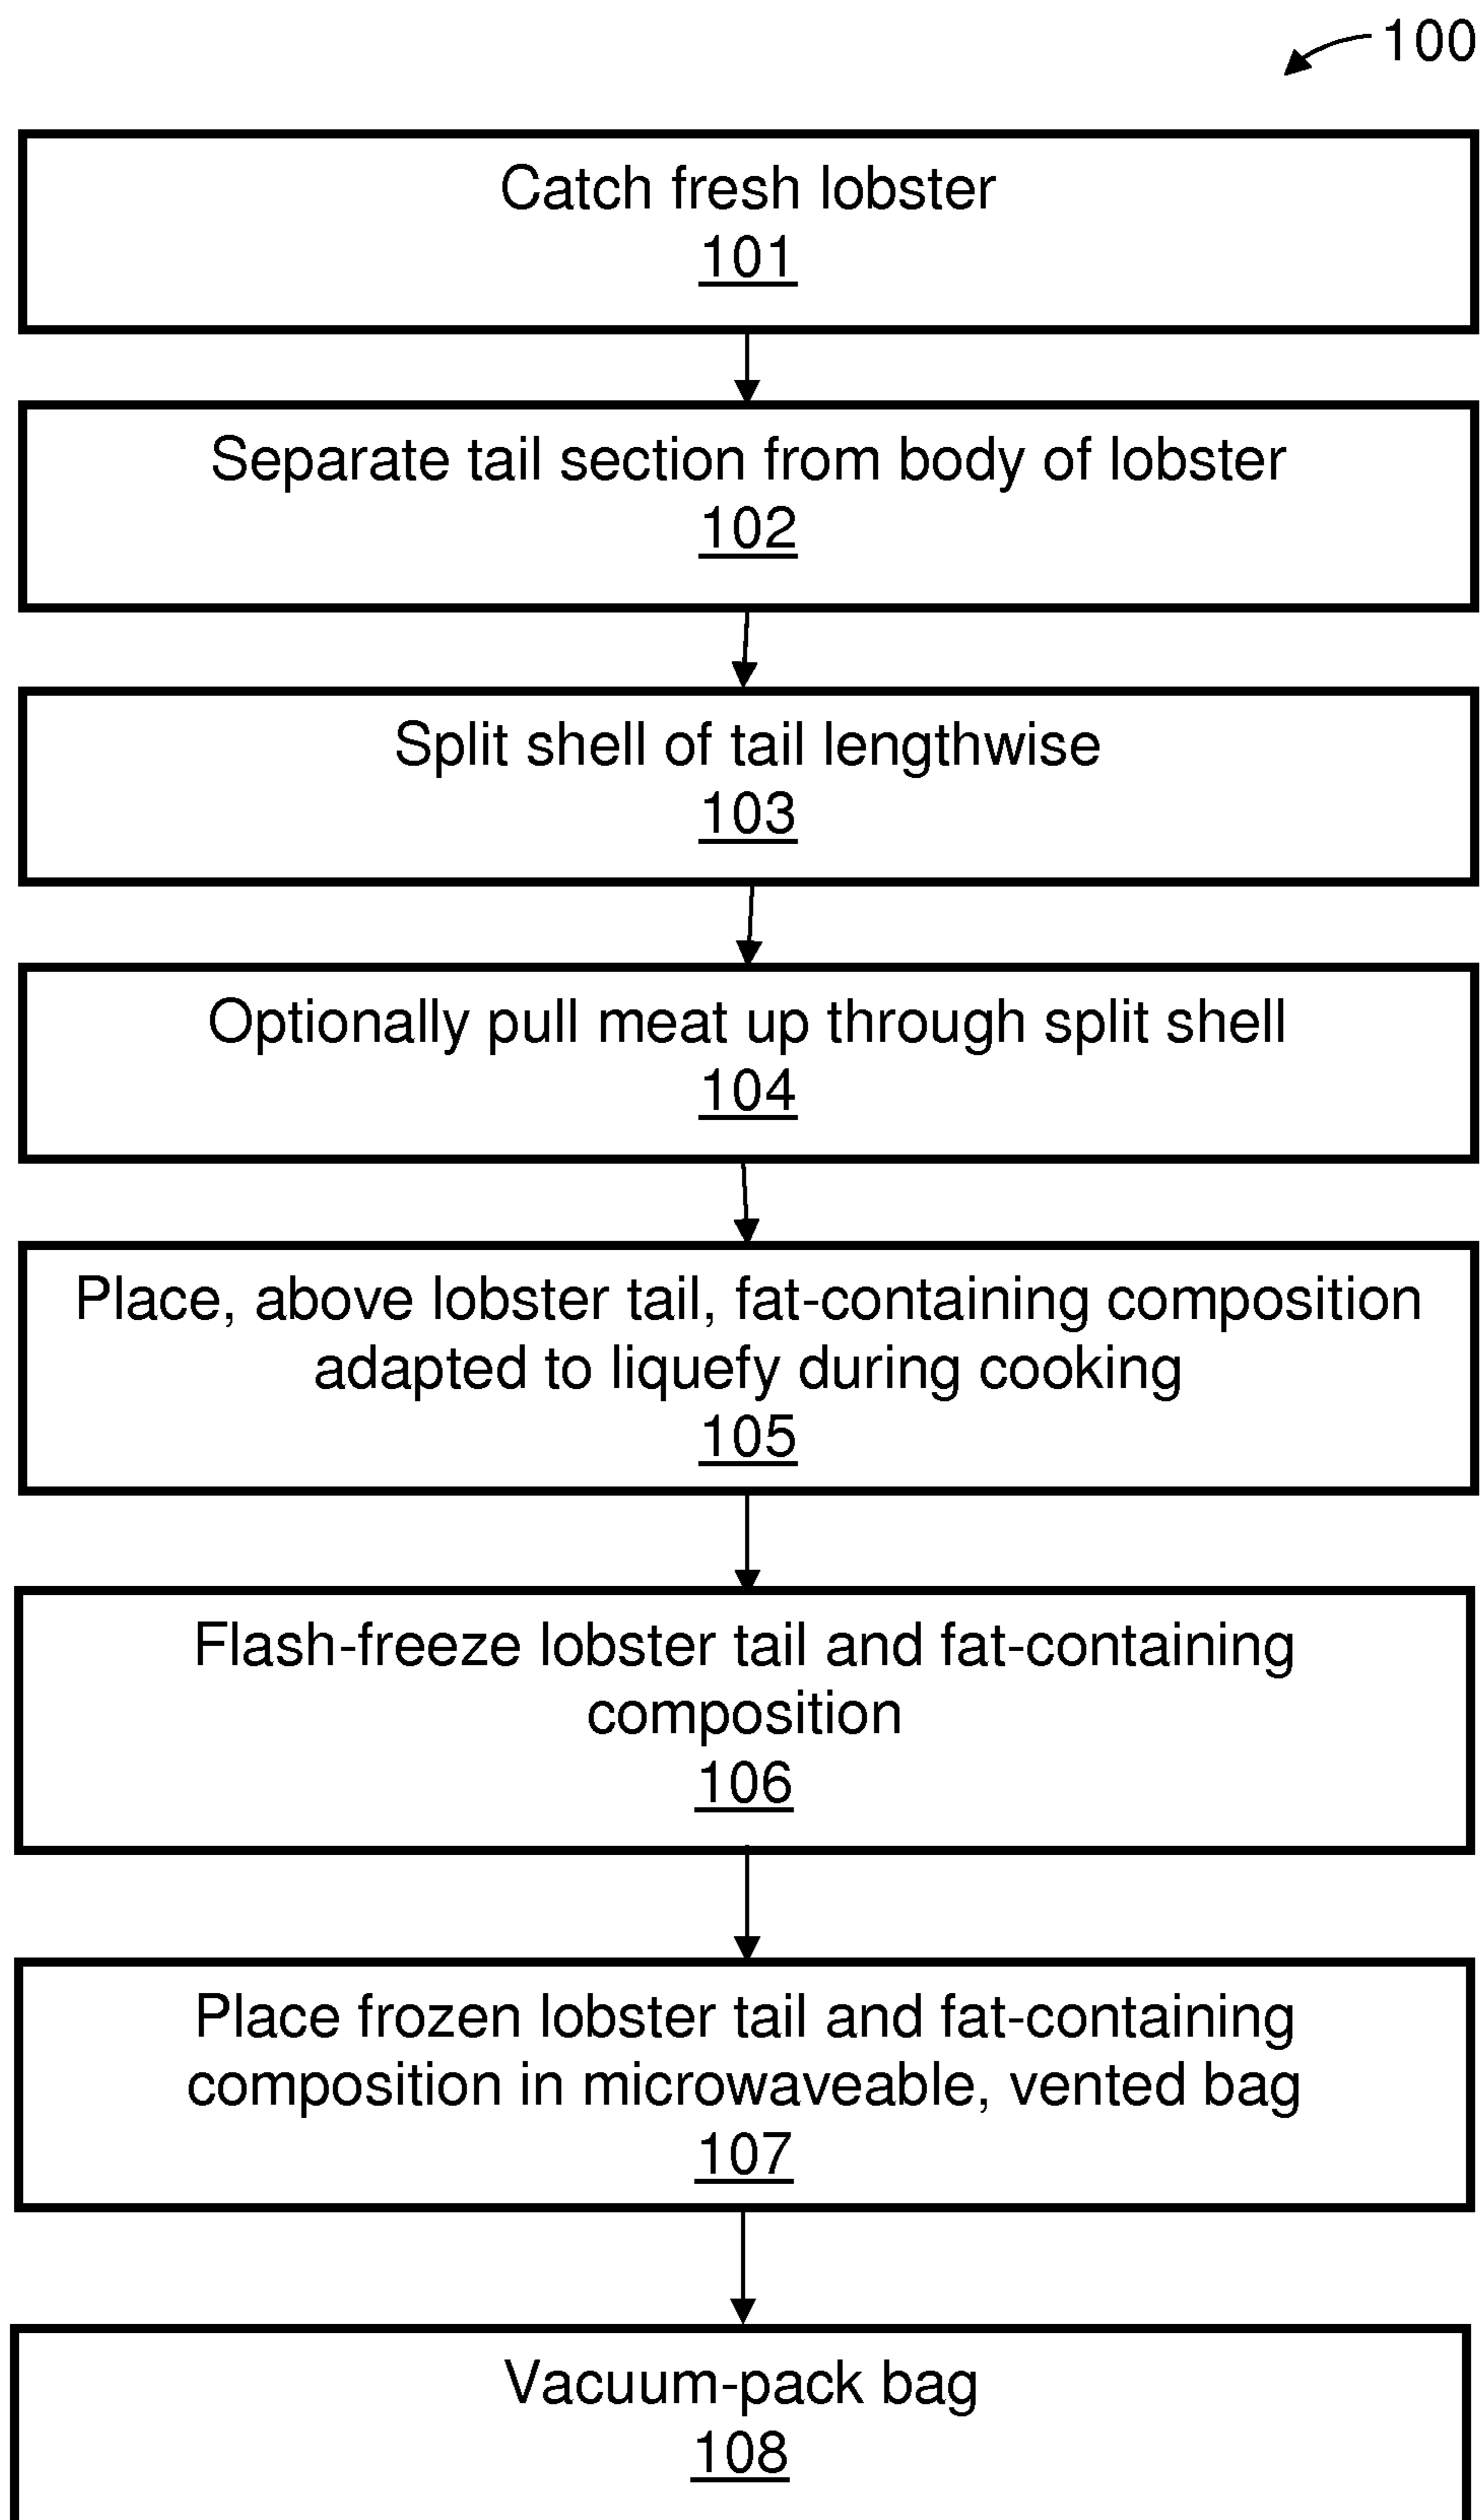 100
Catch fresh lobster
101
Separate tail section from body of lobster
102
Split shell of tail lengthwise
103
Optionally pull meat up through split shell
104
Place, above lobster tail, fat-containing composition
adapted to liquefy during cooking
105
Flash-freeze lobster tail and fat-containing
composition
106
Place frozen lobster tail and fat-containing
composition in microwaveable, vented bag
107
Vacuum-pack bag
108